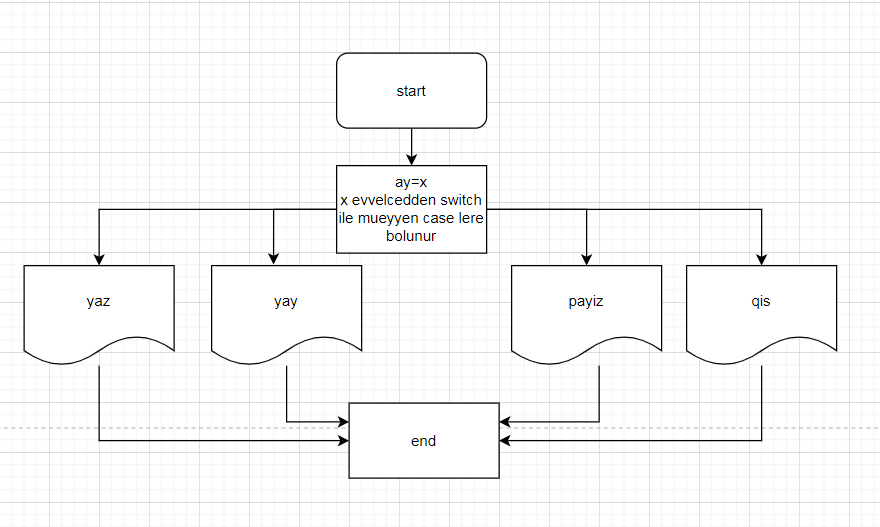 start
ay=x
x evvelcedden switch
ile mueyyen case lere
bolunur
yaz
yay
payiz
qis
end